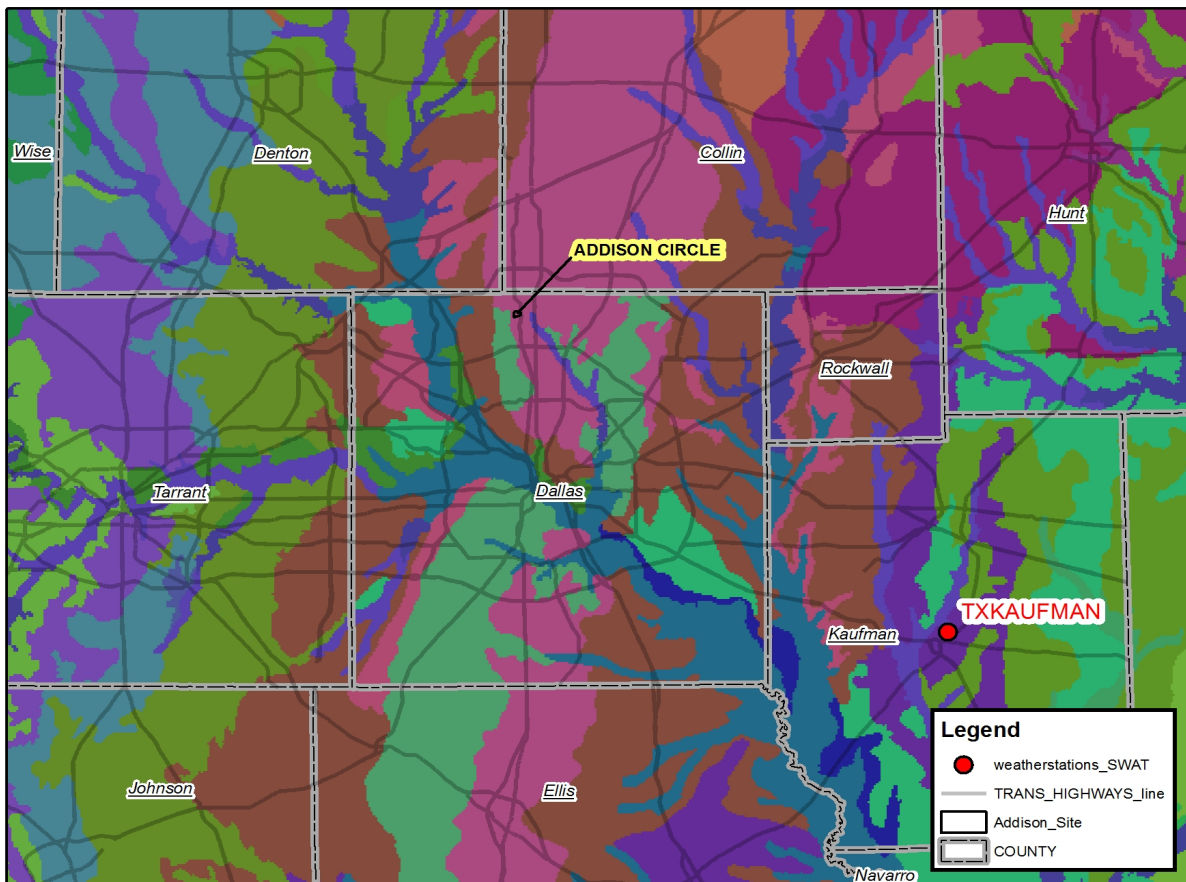 Wise
Denton
Collin
Hunt
ADDISON CIRCLE
Rockwall
Tarrant
Dallas
TXKAUFMAN
Kaufman
Johnson
Ellis
Navarro
Legend
weatherstations_SWAT
TRANS_HIGHWAYS_line
Addison_Site
COUNTY